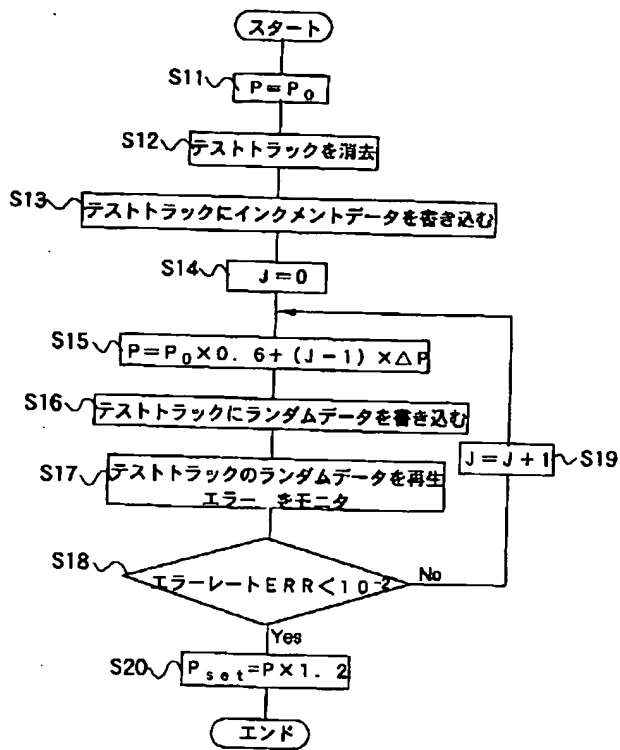 スタート
S11
P=P₀
S12
テストトラックを消去
S13
テストトラックにインクメントデータを書き込む
S14
J=0
S15
P=P₀×0.6+(J-1)×△P
S16
テストトラックにランダムデータを書き込む
S17
テストトラックのランダムデータを再生
エラー をモニタ
J=J+1
S19
S18
エラーレートERR<10⁻²
No
Yes
S20
Pset=P×1.2
エンド